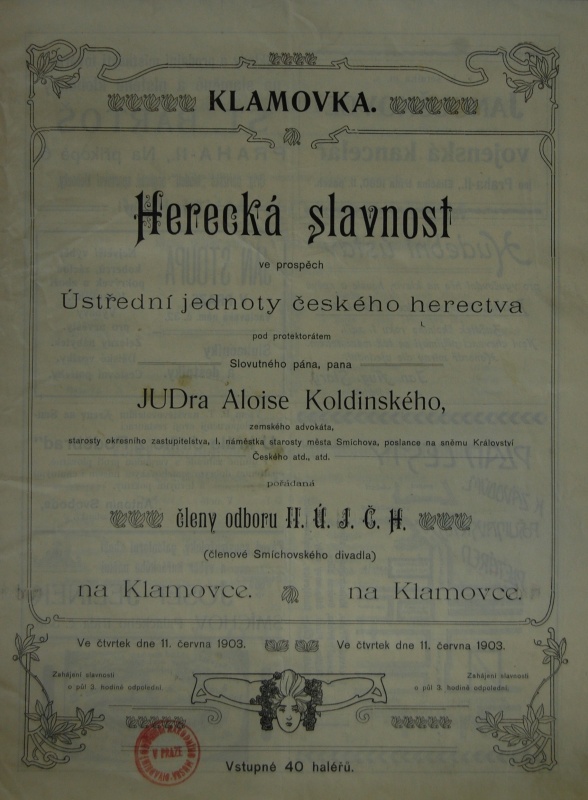 KLAMOVKA.
Herecká slavnost
ve prospěch
Ústřední jednoty českého herectva
pod protektorátem
Slovutného pána, pana
JUDra Aloise Koldinského,
zemského advokáta,
starosty okresního zastupitelstva, I. náměstka starosty města Smíchova, poslance na sněmu Království
Českého atd., atd.
pořádaná
členy odboru II. Ú. J. Č. H.
(členové Smíchovského divadla)
na Klamovce. na Klamovce.
Ve čtvrtek dne 11. června 1903. Ve čtvrtek dne 11. června 1903.
Zahájení slavnosti Zahájení slavnosti
o půl 3. hodině odpolední. o půl 3. hodině odpolední.
V PRAZE
Vstupné 40 haléřů.